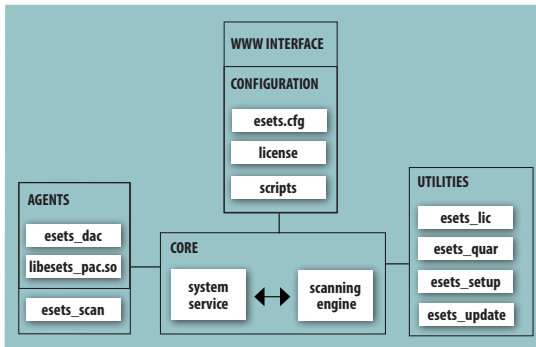 WWW INTERFACE
CONFIGURATION
esets.cfg
license
scripts
AGENTS
esets_dac
libesets_pac.so
esets_scan
CORE
system
service
scanning
engine
UTILITIES
esets_lic
esets_quar
esets_setup
esets_update